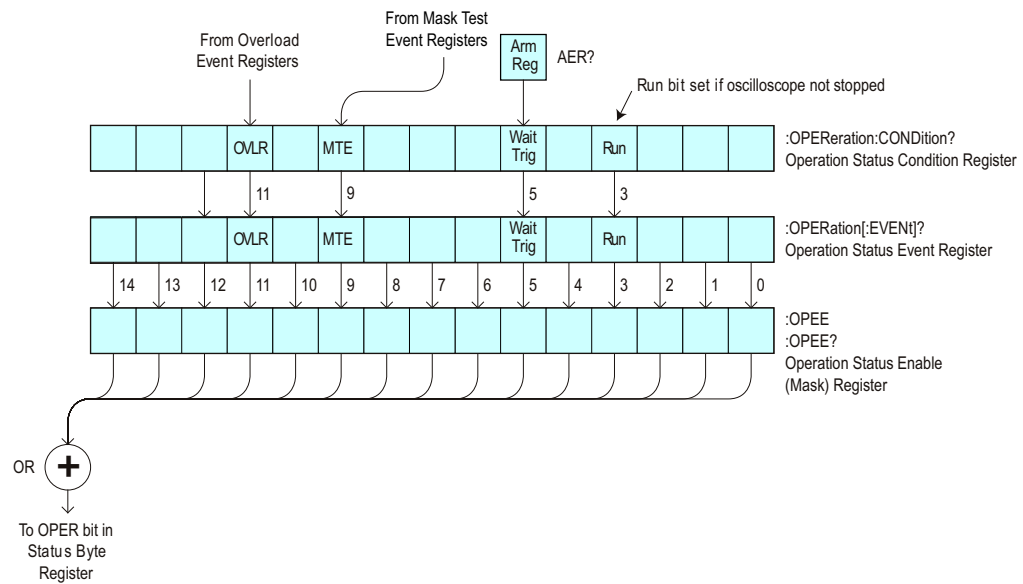 From Mask Test
Event Registers
From Overload
Event Registers
Arm
Reg
AER?
Run bit set if oscilloscope not stopped
OVLR
MTE
Wait
Trig
Run
:OPEReration:CONDition?
Operation Status Condition Register
11
9
5
3
OVLR
MTE
Wait
Trig
Run
:OPERation[:EVENt]?
Operation Status Event Register
14
13
12
11
10
9
8
7
6
5
4
3
2
1
0
:OPEE
:OPEE?
Operation Status Enable
(Mask) Register
OR
+
To OPER bit in
Status Byte
Register